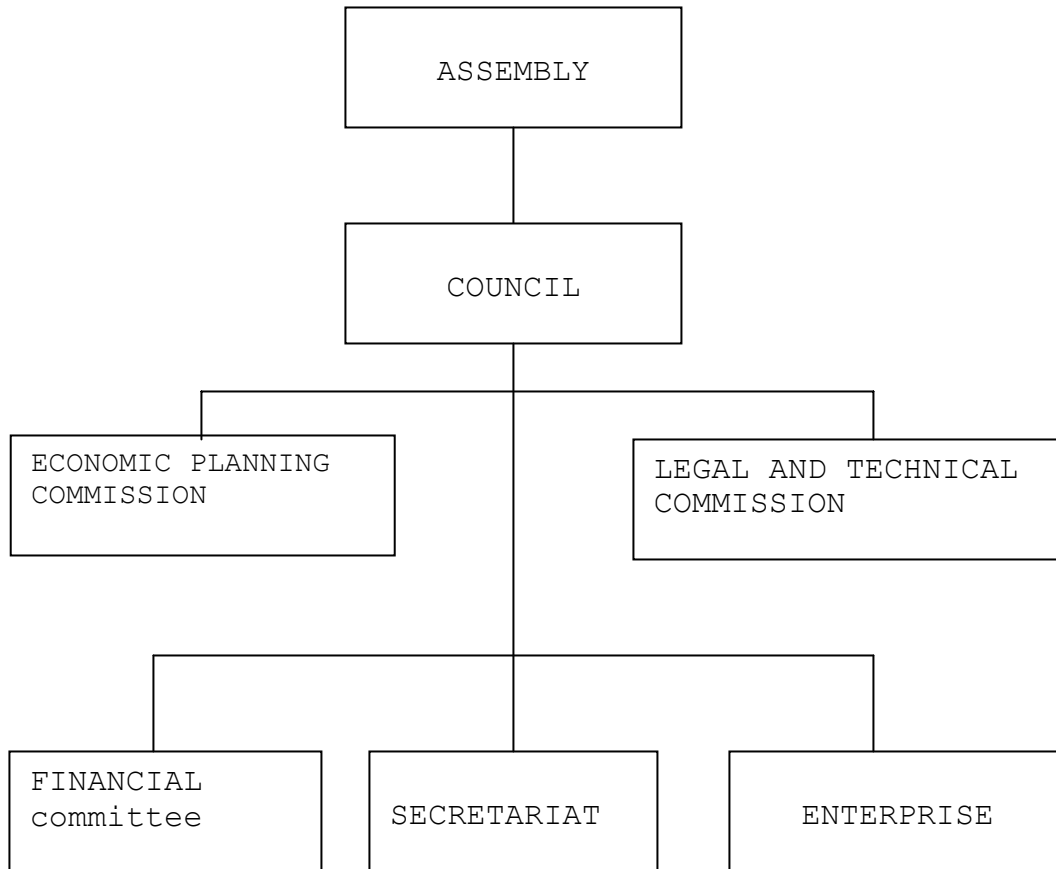 ASSEMBLY
COUNCIL
ECONOMIC PLANNING
COMMISSION
LEGAL AND TECHNICAL
COMMISSION
FINANCIAL
committee
SECRETARIAT
ENTERPRISE